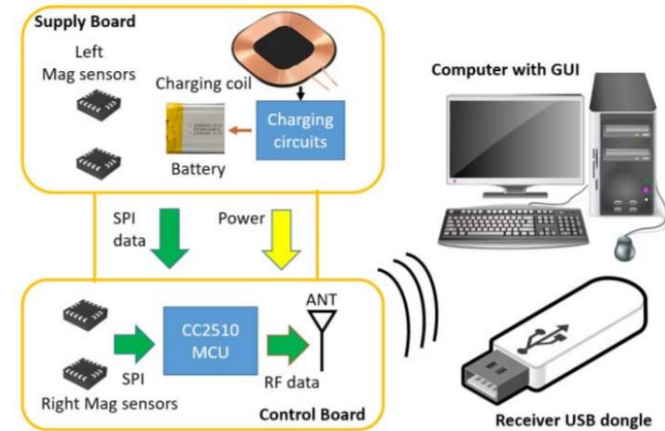 Supply Board
Left
Mag sensors
Charging coil
Battery
Charging
circuits
SPI
data
Power
CC2510
MCU
ANT
SPI
RF data
Right Mag sensors
Control Board
Computer with GUI
Receiver USB dongle